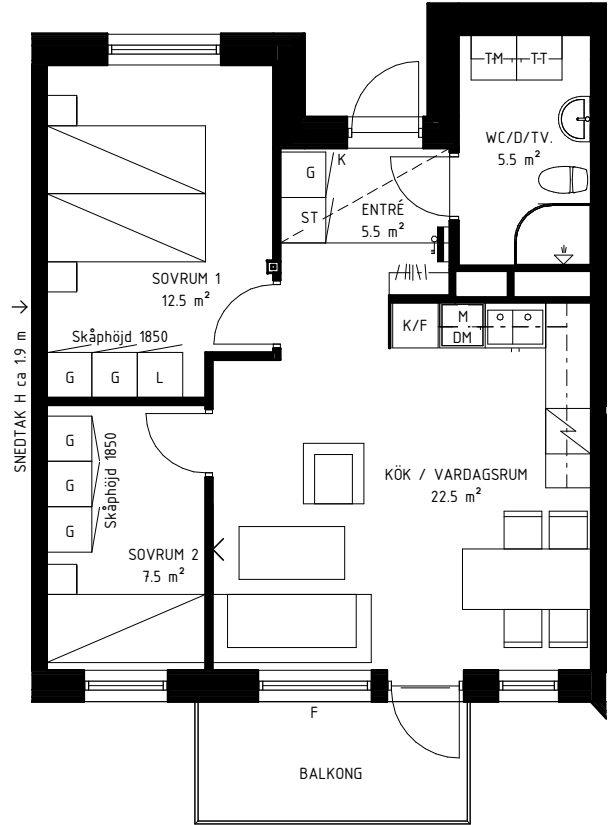 TM
TT
WC/D/TV.
5.5 m²
G
K
ST
ENTRÉ
5.5 m²
SOVRUM 1
12.5 m²
SNEDTAK H ca 1.9 m
Skåphöjd 1850
G
G
L
K/F
M
DM
G
G
G
Skåphöjd 1850
KÖK / VARDAGSRUM
22.5 m²
SOVRUM 2
7.5 m²
F
BALKONG